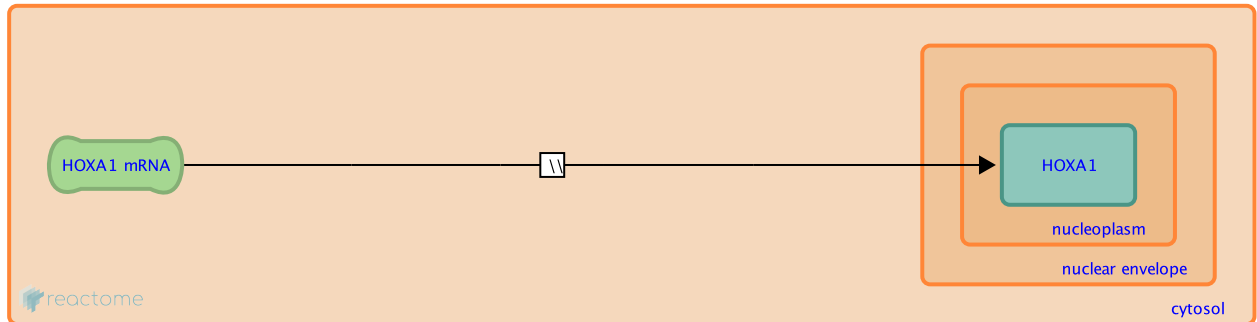 HOXA1 mRNA
\\
HOXA1
nucleoplasm
nuclear envelope
reactome
cytosol